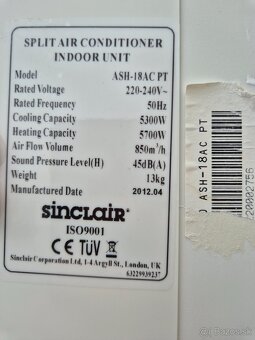 SPLIT AIR CONDITIONER
INDOOR UNIT
Model ASH-18AC PT
Rated Voltage 220-240V~
Rated Frequency 50Hz
Cooling Capacity 5300W
Heating Capacity 5700W
Air Flow Volume 850m³/h
Sound Pressure Level(H) 45dB(A)
Weight 13kg
Manufactured Date 2012.04
sinclair
ISO9001
CE TÜV
Sinclair Corporation Ltd, 1-4 Argyll St., London, UK
63229939237
ASH-18AC PT
20002756